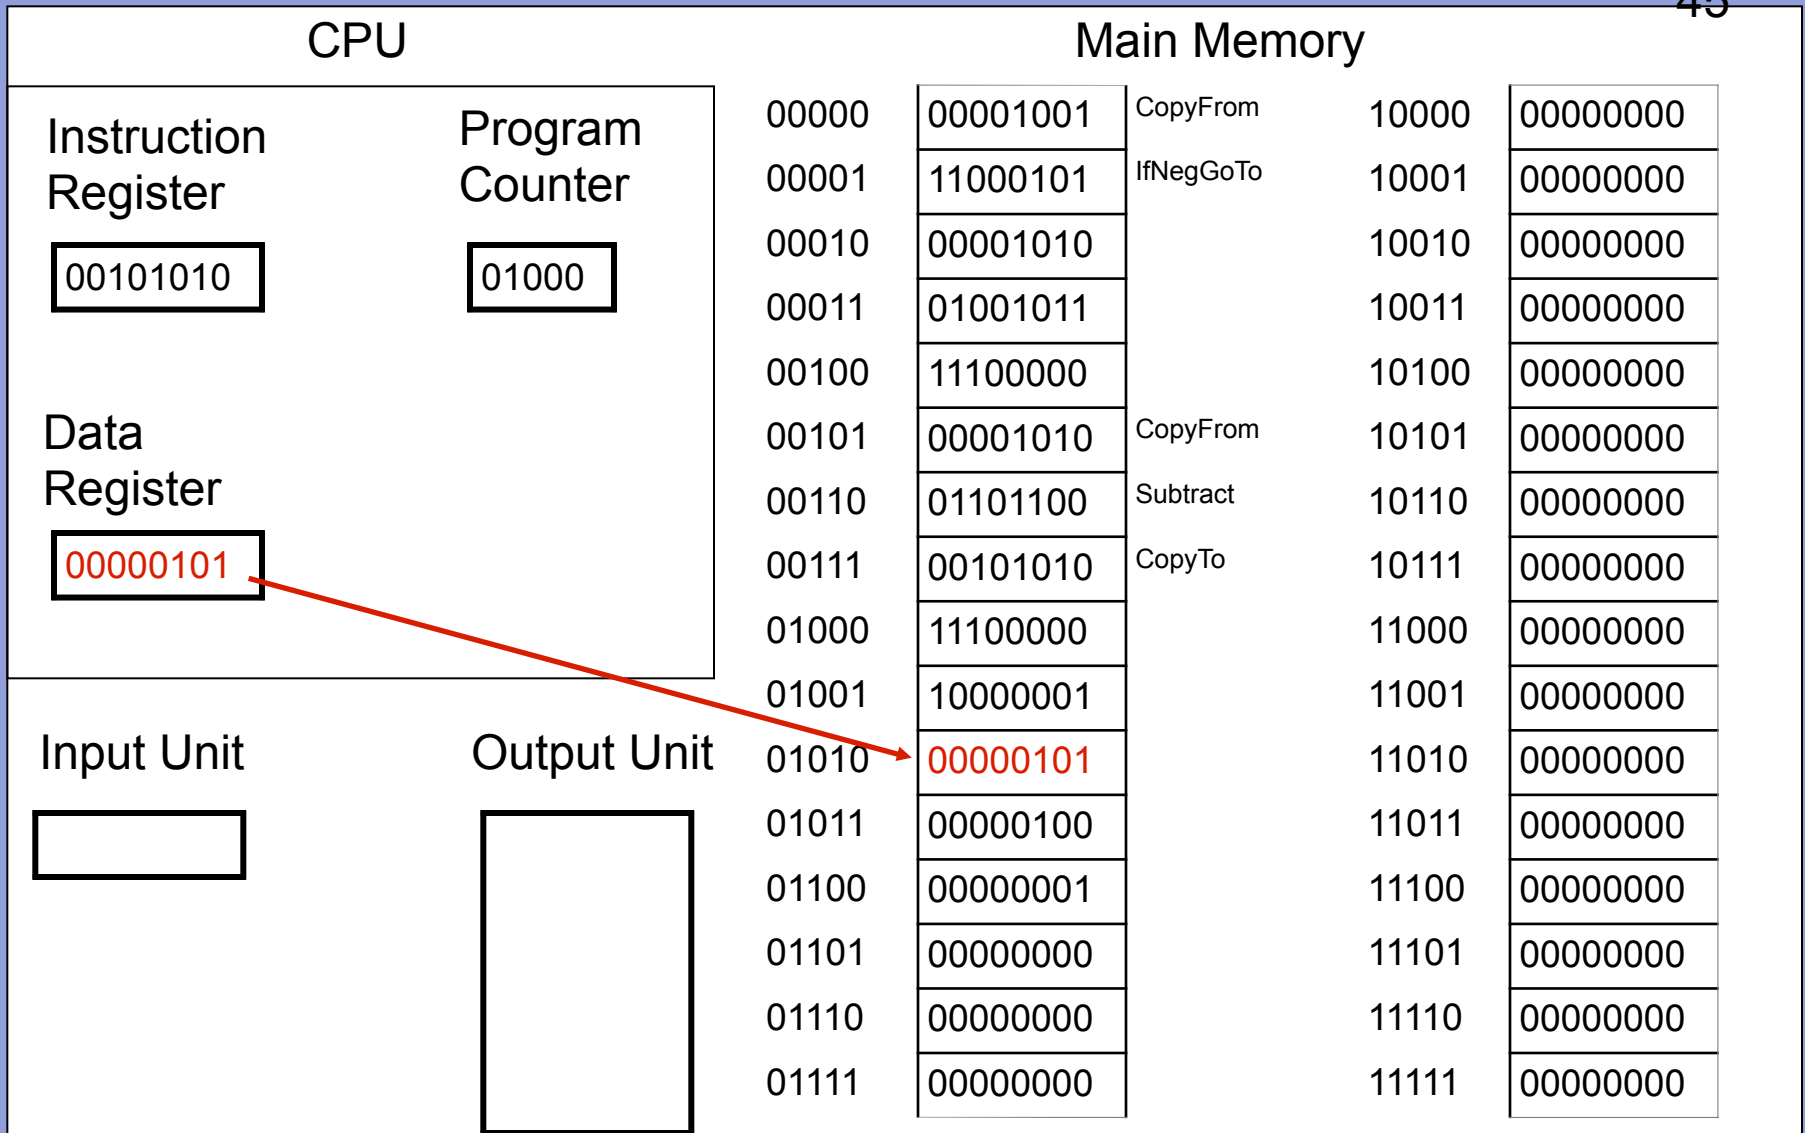 45
CPU
Main Memory
Instruction
Register
Program
Counter
00101010
01000
Data
Register
00000101
Input Unit
Output Unit
00000 00001001 CopyFrom
00001 11000101 IfNegGoTo
00010 00001010
00011 01001011
00100 11100000
00101 00001010 CopyFrom
00110 01101100 Subtract
00111 00101010 CopyTo
01000 11100000
01001 10000001
01010 00000101
01011 00000100
01100 00000001
01101 00000000
01110 00000000
01111 00000000
10000 00000000
10001 00000000
10010 00000000
10011 00000000
10100 00000000
10101 00000000
10110 00000000
10111 00000000
11000 00000000
11001 00000000
11010 00000000
11011 00000000
11100 00000000
11101 00000000
11110 00000000
11111 00000000